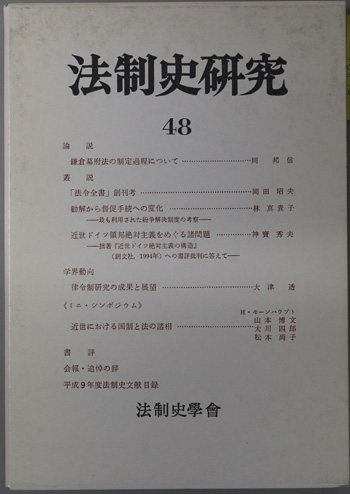 法制史研究
48
論説
鎌倉幕府法の制定過程について…………………………岡邦信
叢説
「法令全書」創刊考…………………………岡田昭夫
勧解から督促手続への変化…………………………林真貴子
――最も利用された紛争解決制度の考察――
近世ドイツ領邦絶対主義をめぐる諸問題…………………………神寶秀夫
――拙著『近世ドイツ絶対主義の構造』
(創文社、1994年)への書評批判に答えて――
学界動向
律令制研究の成果と展望…………………………大津透
《ミニ・シンポジウム》
近世における国制と法の諸相…………………………
H・モーンハウプト
山本博文
大川四郎
松本尚子
書評
会報・追悼の辞
平成9年度法制史文献目録
法制史學會